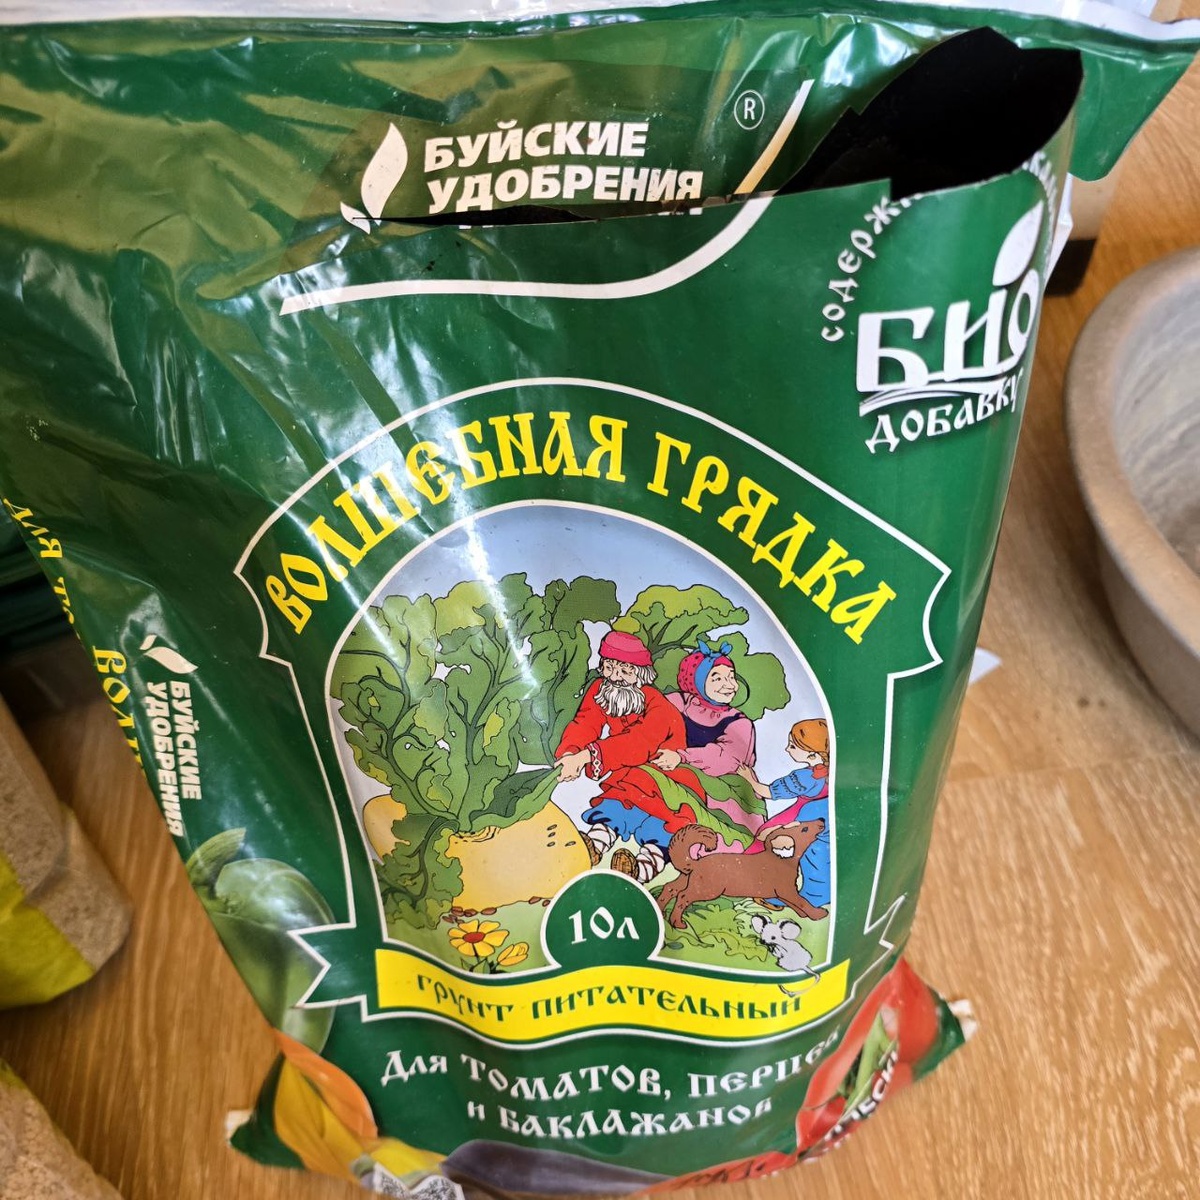 БУЙСКИЕ
УДОБРЕНИЯ
®
БИО
ДОБАВКУ
ВОЛШЕБНАЯ ГРЯДКА
БУЙСКИЕ
УДОБРЕНИЯ
10л
ГРУНТ ПИТАТЕЛЬНЫЙ
Для ТОМАТОВ, ПЕРЦЕВ
и БАКЛАЖАНОВ